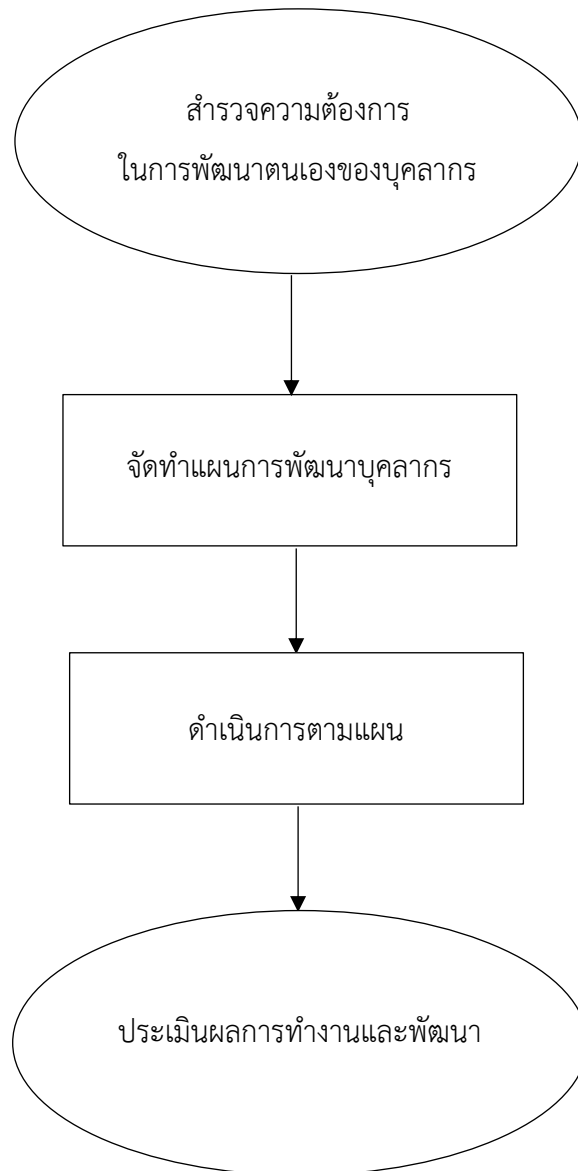 สำรวจความต้องการ
ในการพัฒนาตนเองของบุคลากร
จัดทำแผนการพัฒนาบุคลากร
ดำเนินการตามแผน
ประเมินผลการทำงานและพัฒนา